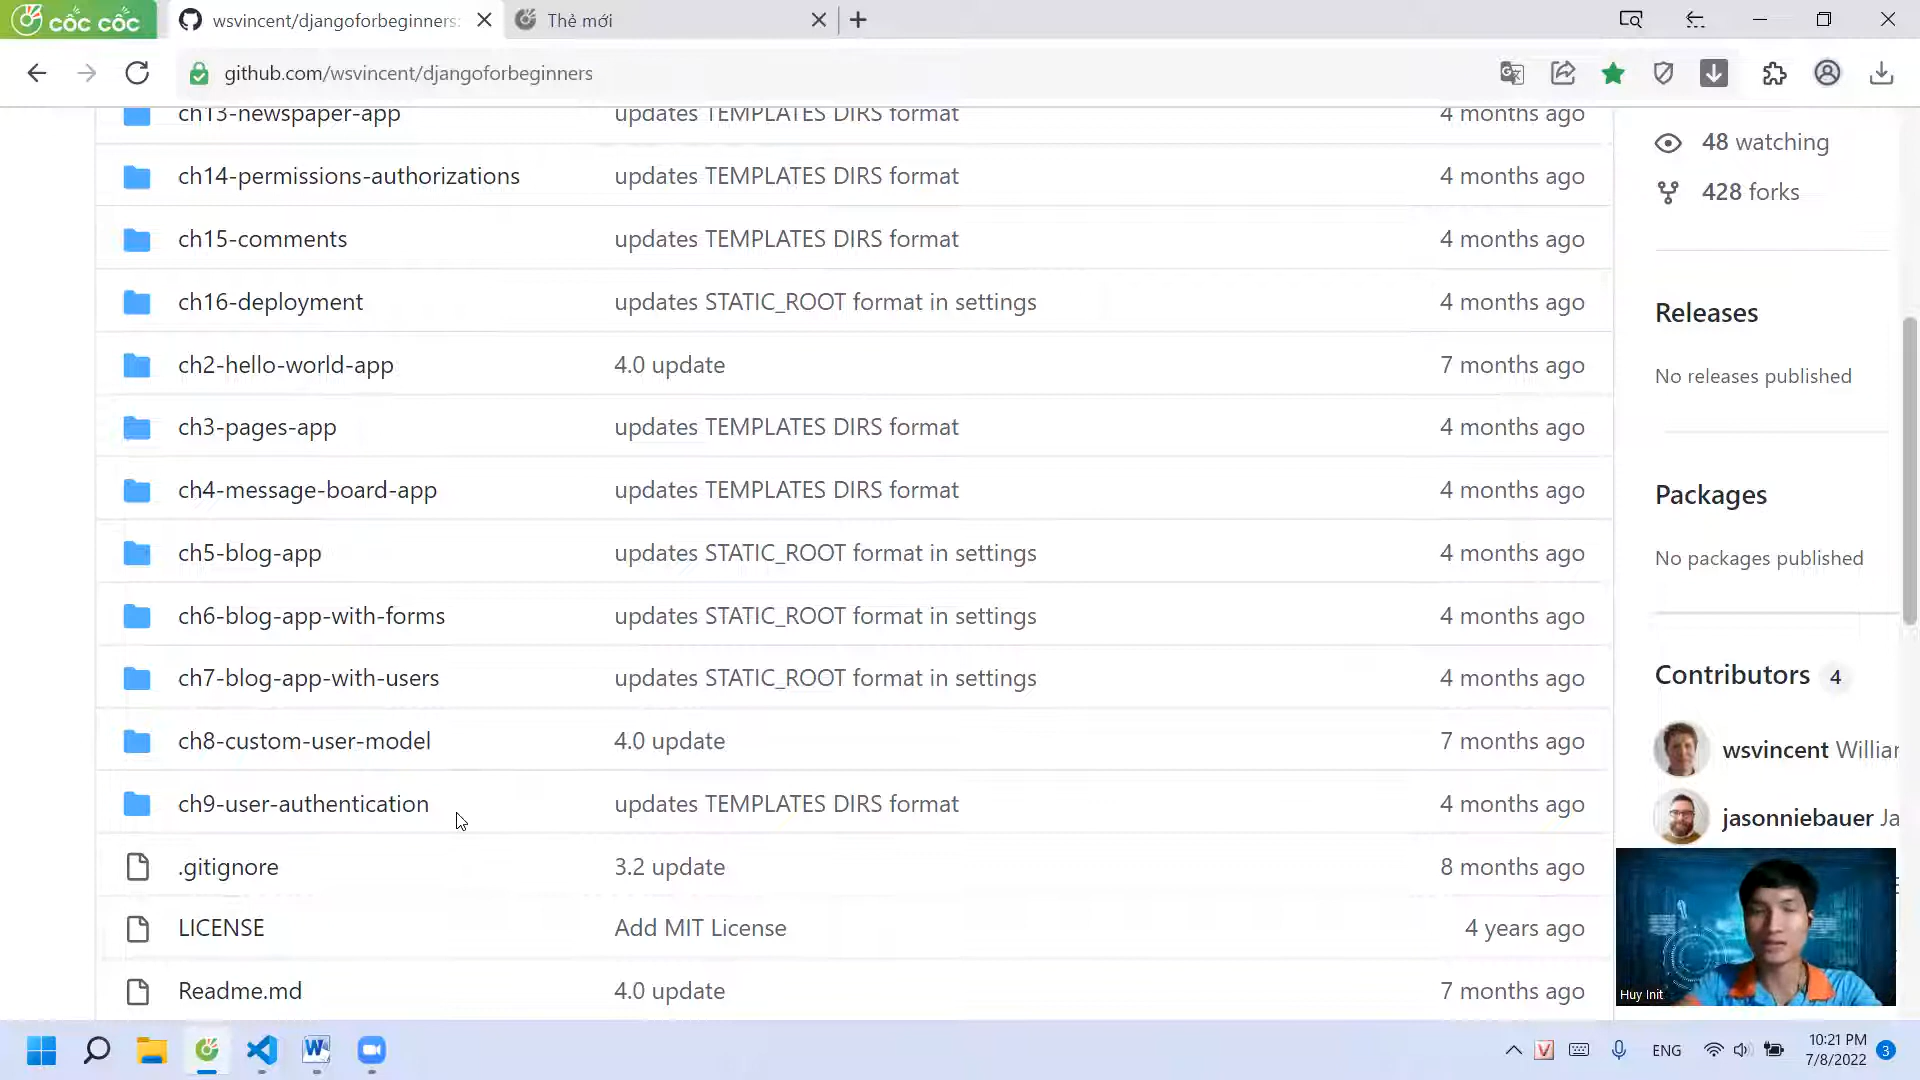 cốc cốc
wsvincent/djangoforbeginners:
Thẻ mới
github.com/wsvincent/djangoforbeginners
ch13-newspaper-app updates TEMPLATES DIRS format 4 months ago
ch14-permissions-authorizations updates TEMPLATES DIRS format 4 months ago
ch15-comments updates TEMPLATES DIRS format 4 months ago
ch16-deployment updates STATIC_ROOT format in settings 4 months ago
ch2-hello-world-app 4.0 update 7 months ago
ch3-pages-app updates TEMPLATES DIRS format 4 months ago
ch4-message-board-app updates TEMPLATES DIRS format 4 months ago
ch5-blog-app updates STATIC_ROOT format in settings 4 months ago
ch6-blog-app-with-forms updates STATIC_ROOT format in settings 4 months ago
ch7-blog-app-with-users updates STATIC_ROOT format in settings 4 months ago
ch8-custom-user-model 4.0 update 7 months ago
ch9-user-authentication updates TEMPLATES DIRS format 4 months ago
.gitignore 3.2 update 8 months ago
LICENSE Add MIT License 4 years ago
Readme.md 4.0 update 7 months ago
48 watching
428 forks
Releases
No releases published
Packages
No packages published
Contributors 4
wsvincent Willia
jasonniebauer Ja
Huy Init
ENG
10:21 PM
7/8/2022
3